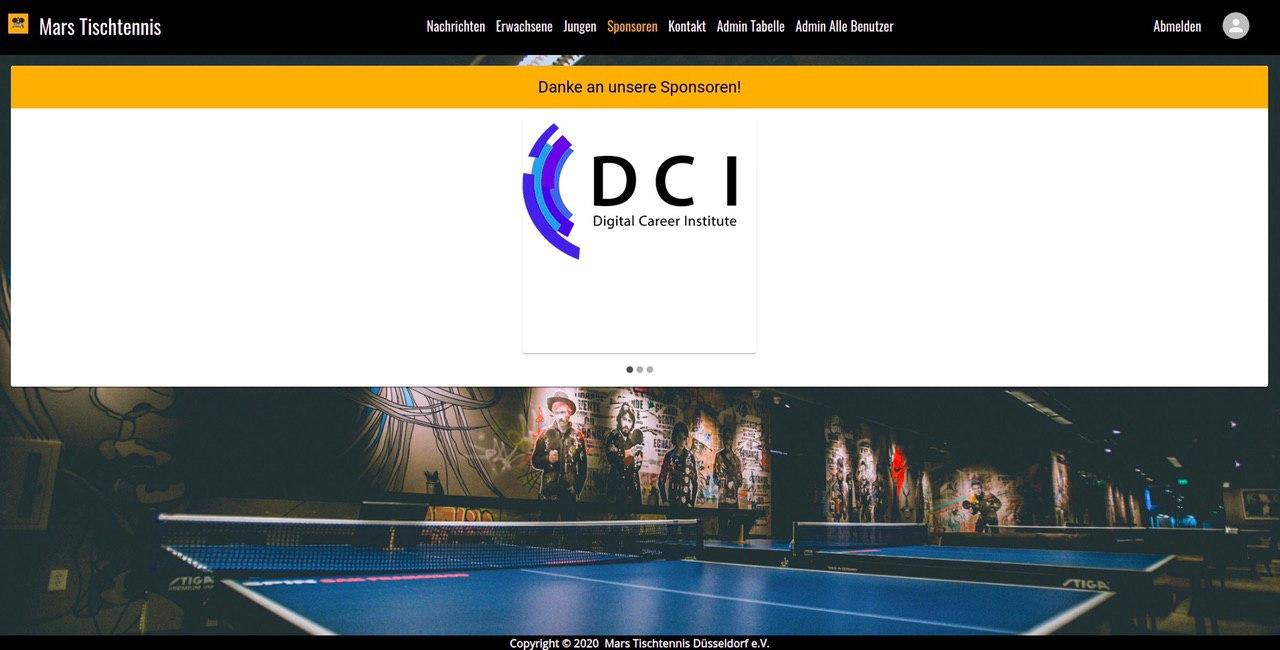 Mars Tischtennis
Nachrichten Erwachsene Jungen Sponsoren Kontakt Admin Tabelle Admin Alle Benutzer
Abmelden
Danke an unsere Sponsoren!
DCI
Digital Career Institute
STIGA
STIGA
Copyright © 2020 Mars Tischtennis Düsseldorf e.V.